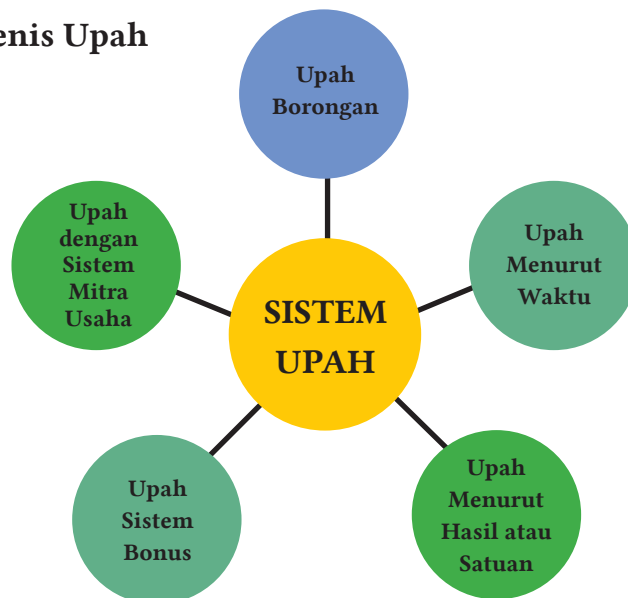 enis Upah
Upah
Borongan
Upah
dengan
Sistem
Mitra
Usaha
Upah
Menurut
Waktu
SISTEM
UPAH
Upah
Sistem
Bonus
Upah
Menurut
Hasil atau
Satuan